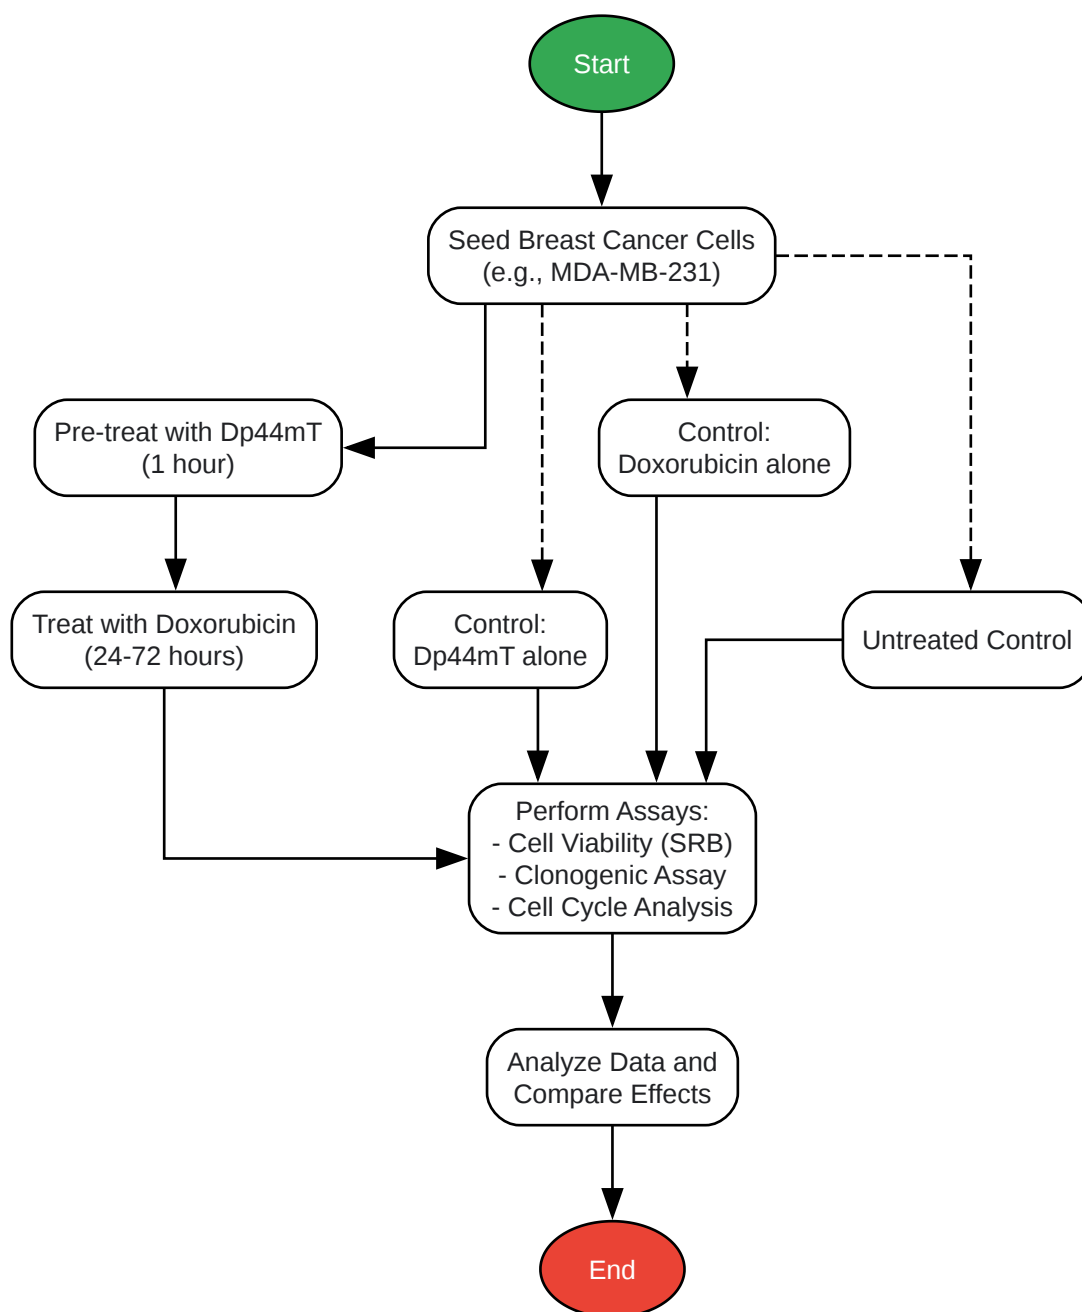 Start
Seed Breast Cancer Cells
(e.g., MDA-MB-231)
Pre-treat with Dp44mT
(1 hour)
Control:
Doxorubicin alone
Treat with Doxorubicin
(24-72 hours)
Control:
Dp44mT alone
Untreated Control
Perform Assays:
- Cell Viability (SRB)
- Clonogenic Assay
- Cell Cycle Analysis
Analyze Data and
Compare Effects
End